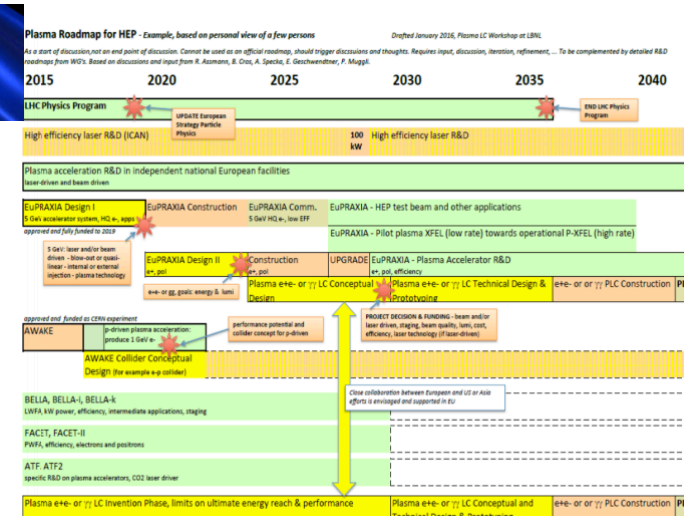 Plasma Roadmap for HEP - Example, based on personal view of a few persons Drafted January 2016, Plasma LC Workshop at LBNL
As a start of discussion, not an end point of discussion. Cannot be used as an official roadmap, should trigger discssuions and thoughts. Requires input, discussion, iteration, refinement, ... To be complemented by detailed R&D
roadmaps from WG's. Based on discussions and input from R. Assmann, B. Cros, A. Specka, E. Geschwendtner, P. Muggli.
2015 2020 2025 2030 2035 2040
LHC Physics Program
UPDATE European
Strategy Particle
Physics
END LHC Physics
Program
High efficiency laser R&D (ICAN)
100
kW
High efficiency laser R&D
Plasma acceleration R&D in independent national European facilities
laser-driven and beam driven
EuPRAXIA Design I
5 GeV accelerator system, HQ e-, apps
approved and fully funded to 2019
EuPRAXIA Construction
EuPRAXIA Comm.
5 GeV HQ e-, low EFF
EuPRAXIA - HEP test beam and other applications
EuPRAXIA - Pilot plasma XFEL (low rate) towards operational P-XFEL (high rate)
5 GeV: laser and/or beam
driven - blow-out or quasi-
linear - internal or external
injection - plasma technology
EuPRAXIA Design II
e+, pol
Construction
e+, pol
UPGRADE
EuPRAXIA - Plasma Accelerator R&D
e+, pol, efficiency
e+e- or gg, goals: energy & lumi
Plasma e+e- or γγ LC Conceptual
Design
Plasma e+e- or γγ LC Technical Design &
Prototyping
e+e- or or γγ PLC Construction
approved and funded as CERN experiment
AWAKE
p-driven plasma acceleration:
produce 1 GeV e-
performance potential and
collider concept for p-driven
PROJECT DECISION & FUNDING - beam and/or
laser driven, staging, beam quality, lumi, cost,
efficiency, laser technology (if laser-driven)
AWAKE Collider Conceptual
Design (for example e-p collider)
Close collaboration between European and US or Asia
efforts is envisaged and supported in EU
BELLA, BELLA-i, BELLA-k
LWFA, kW power, efficiency, intermediate applications, staging
FACET, FACET-II
PWFA, efficiency, electrons and positrons
ATF. ATF2
specific R&D on plasma accelerators, CO2 laser driver
Plasma e+e- or γγ LC Invention Phase, limits on ultimate energy reach & performance
Plasma e+e- or γγ LC Conceptual and
Technical Design & Prototyping
e+e- or or γγ PLC Construction